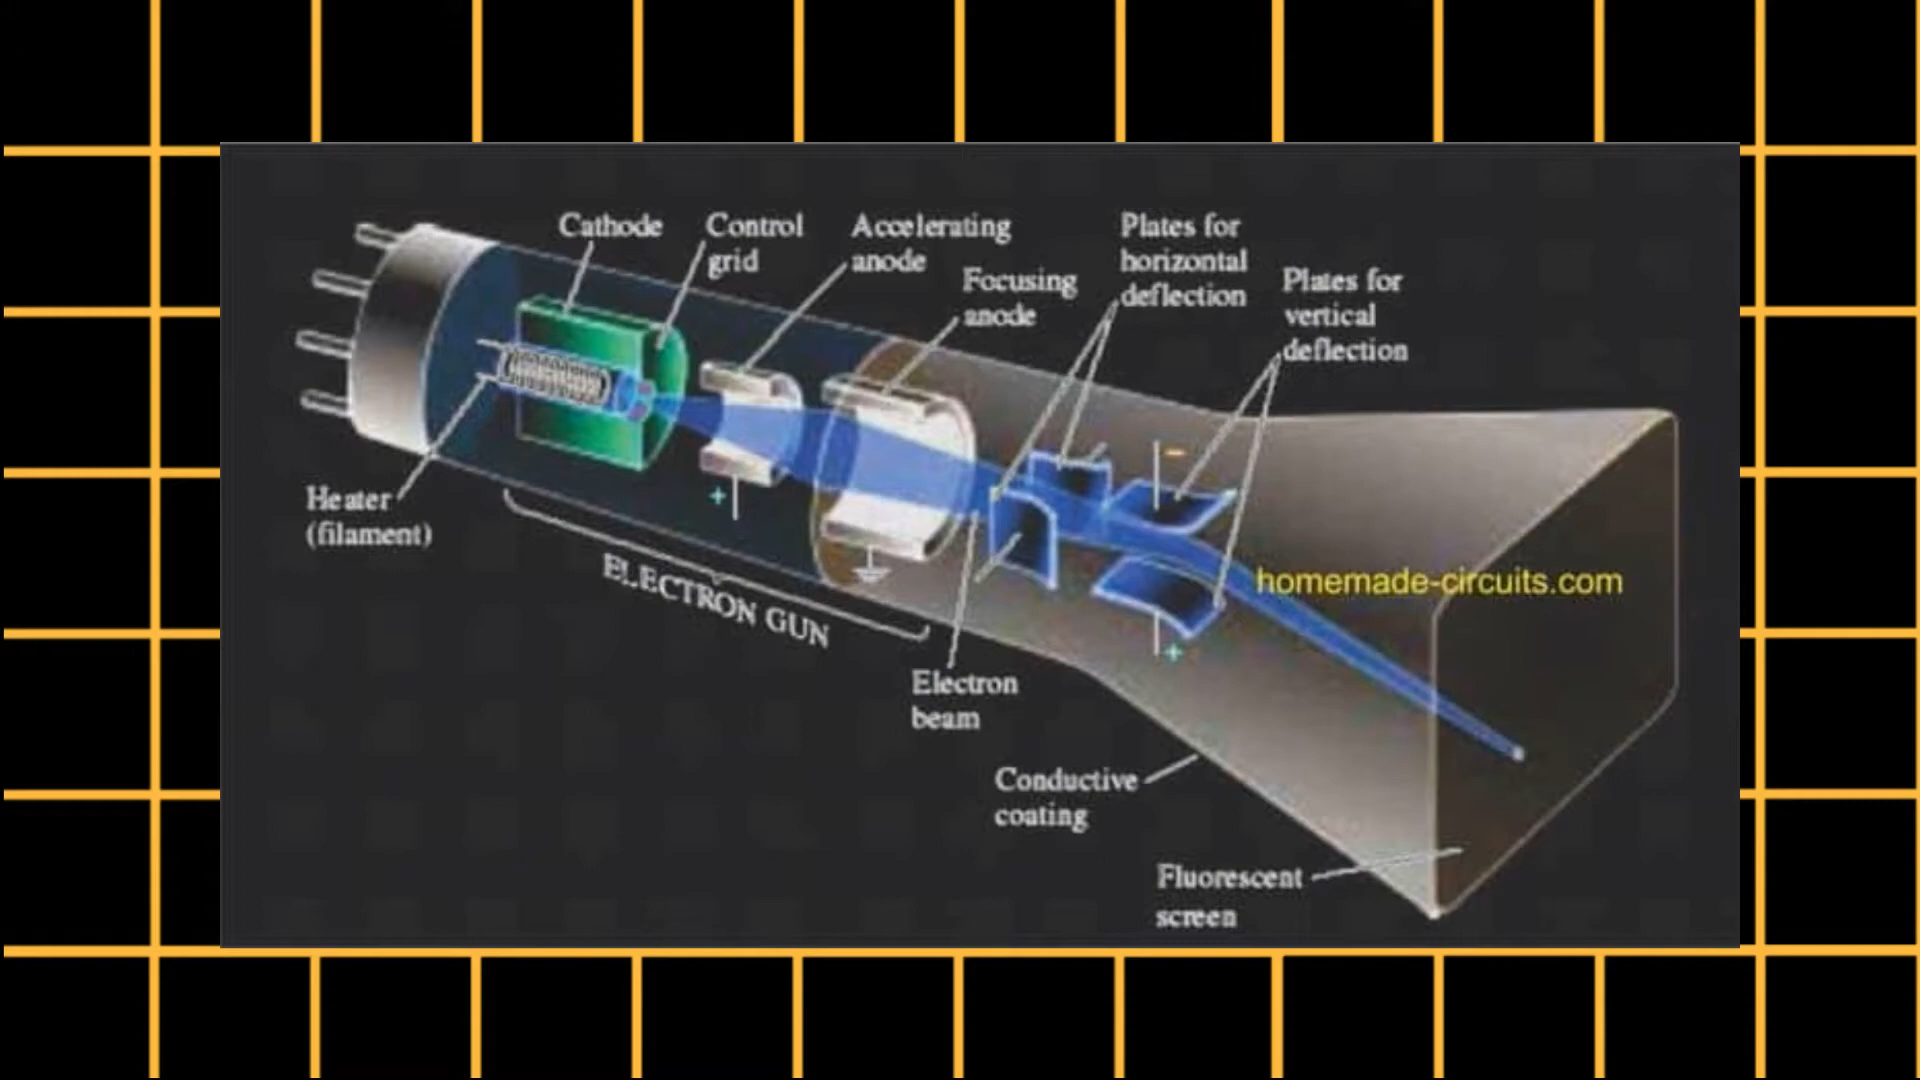 Cathode
Control
grid
Accelerating
anode
Focusing
anode
Plates for
horizontal
deflection
Plates for
vertical
deflection
-
+
Heater
(filament)
ELECTRON GUN
homemade-circuits.com
+
Electron
beam
Conductive
coating
Fluorescent
screen